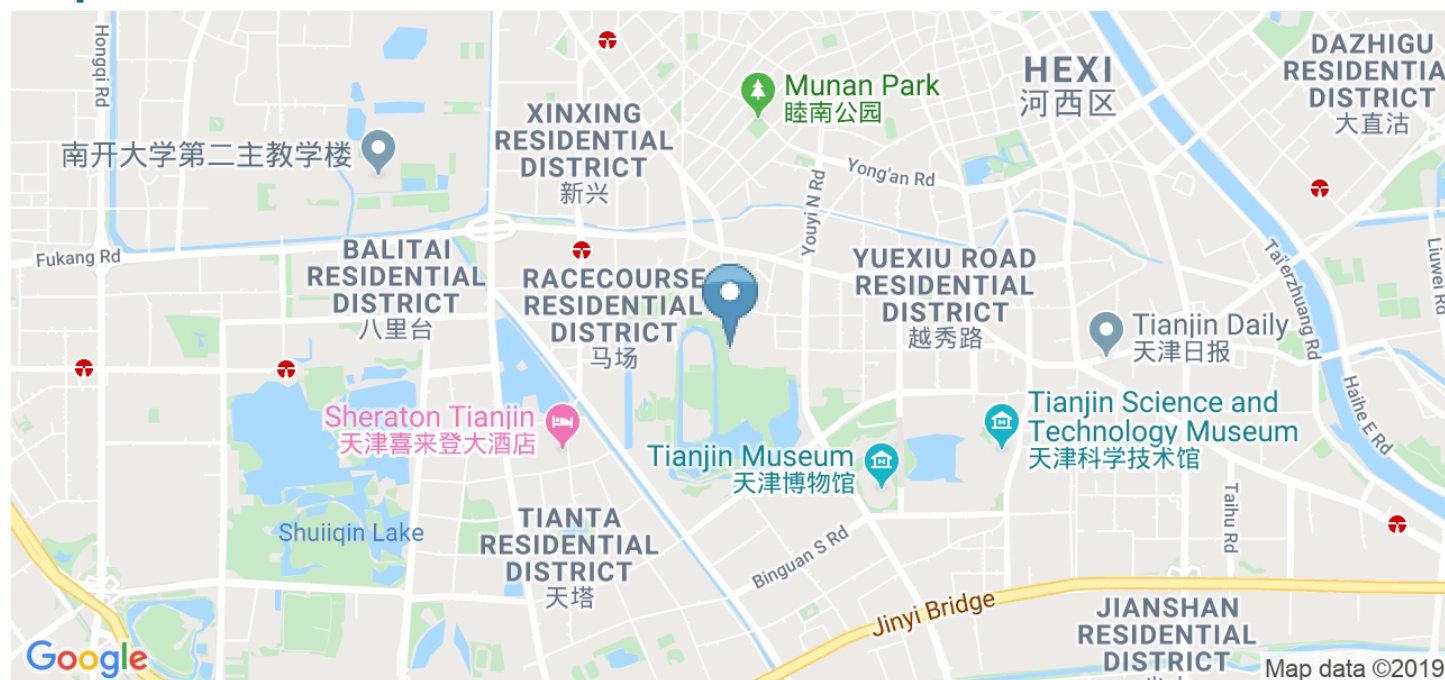 Hongqi Rd
Munan Park
睦南公园
HEXI
河西区
DAZHIGU
RESIDENTIA
DISTRICT
大直沽
XINXING
RESIDENTIAL
DISTRICT
新兴
南开大学第二主教学楼
Yong'an Rd
Youyi N Rd
Fukang Rd
BALITAI
RESIDENTIAL
DISTRICT
八里台
RACECOURSE
RESIDENTIAL
DISTRICT
马场
YUEXIU ROAD
RESIDENTIAL
DISTRICT
越秀路
Tai'erzhuang Rd
Liuwei Rd
Tianjin Daily
天津日报
Haihe E Rd
Sheraton Tianjin
天津喜来登大酒店
Tianjin Museum
天津博物馆
Tianjin Science and
Technology Museum
天津科学技术馆
Taihu Rd
Shuiiqin Lake
TIANTA
RESIDENTIAL
DISTRICT
天塔
Binguan S Rd
Jinyi Bridge
JIANSHAN
RESIDENTIAL
DISTRICT
Google
Map data ©2019